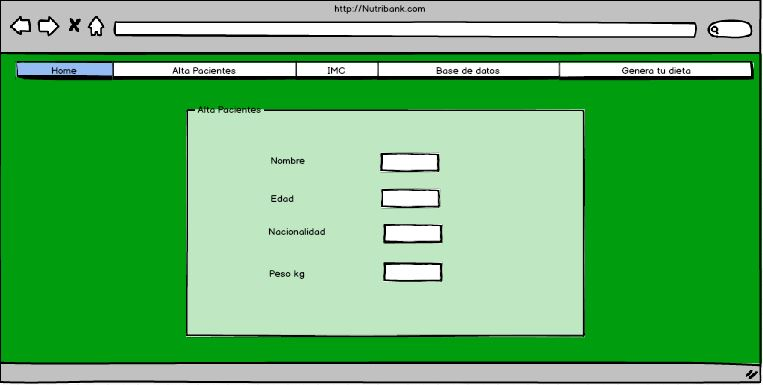 http://Nutribank.com
Home Alta Pacientes IMC Base de datos Genera tu dieta
Alta Pacientes
Nombre
Edad
Nacionalidad
Peso kg